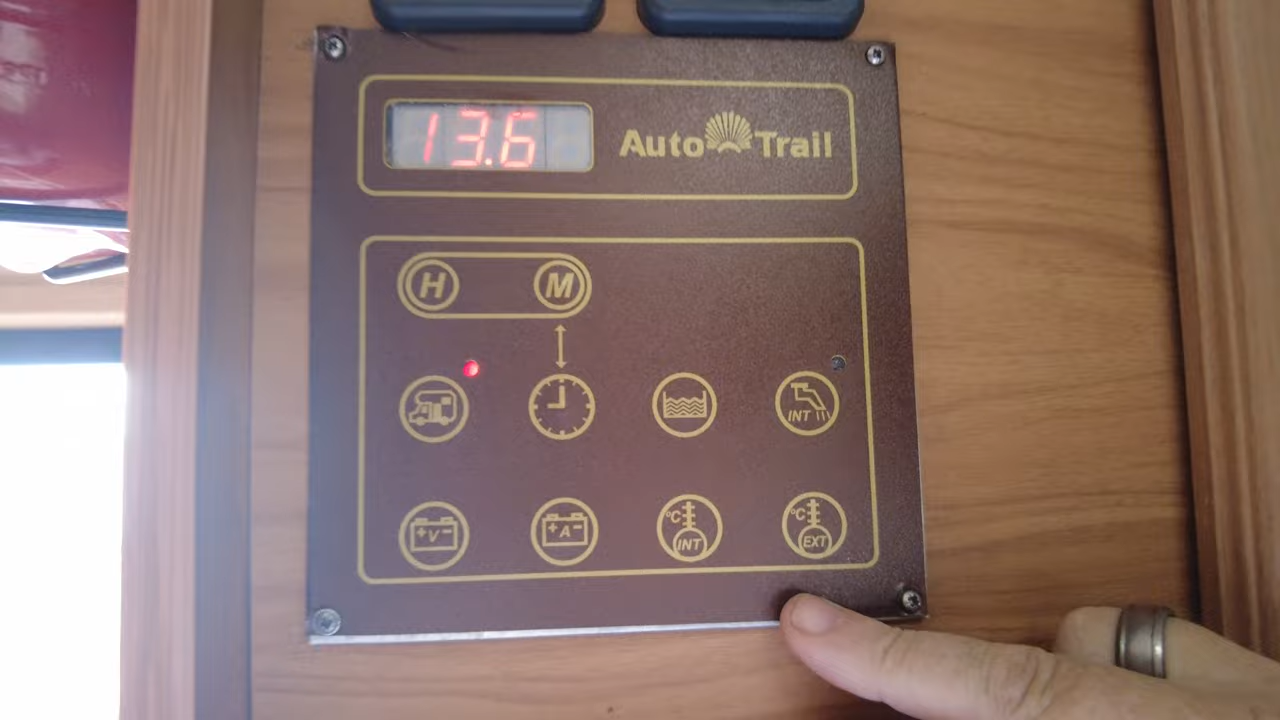 13.6
Auto Trail
H M
INT
+ V - + A - °C INT °C EXT